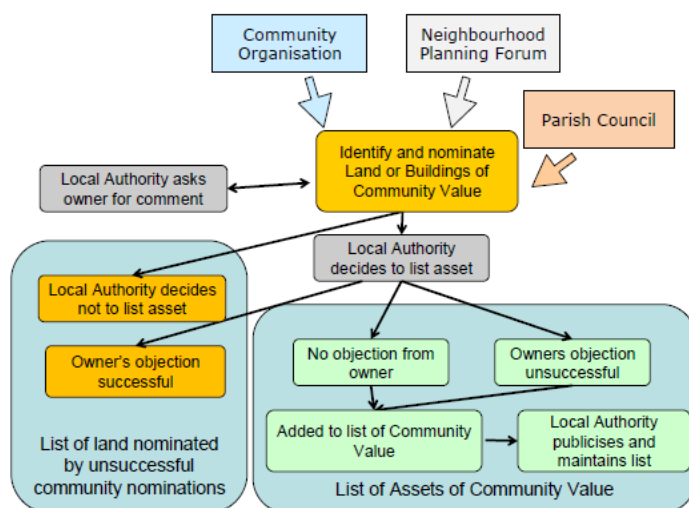 Community
Organisation
Neighbourhood
Planning Forum
Parish Council
Identify and nominate
Land or Buildings of
Community Value
Local Authority asks
owner for comment
Local Authority
decides to list asset
Local Authority decides
not to list asset
Owner's objection
successful
No objection from
owner
Owners objection
unsuccessful
Added to list of Community
Value
Local Authority
publicises and
maintains list
List of land nominated
by unsuccessful
community nominations
List of Assets of Community Value